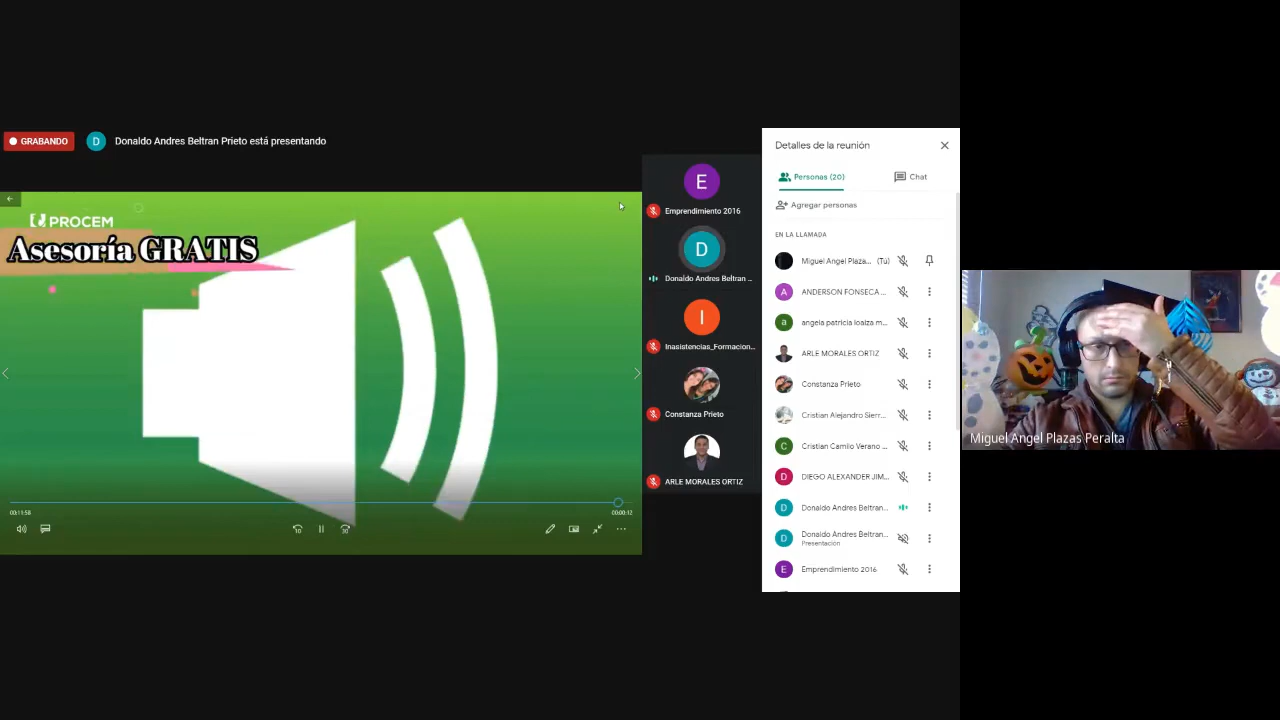 GRABANDO
D
Donaldo Andres Beltran Prieto está presentando
PROCEM
Asesoría GRATIS
00:11:58
00:00:12
10
30
E
Emprendimiento 2016
D
Donaldo Andres Beltran ...
I
Inasistencias_Formacion...
Constanza Prieto
ARLE MORALES ORTIZ
Detalles de la reunión
Personas (20)
Chat
Agregar personas
EN LA LLAMADA
Miguel Angel Plaza... (Tú)
A
ANDERSON FONSECA ...
a
angela patricia loaiza m...
ARLE MORALES ORTIZ
Constanza Prieto
Cristian Alejandro Sierr...
C
Cristian Camilo Verano ...
D
DIEGO ALEXANDER JIM...
D
Donaldo Andres Beltran...
D
Donaldo Andres Beltran...
Presentación
E
Emprendimiento 2016
Miguel Angel Plazas Peralta